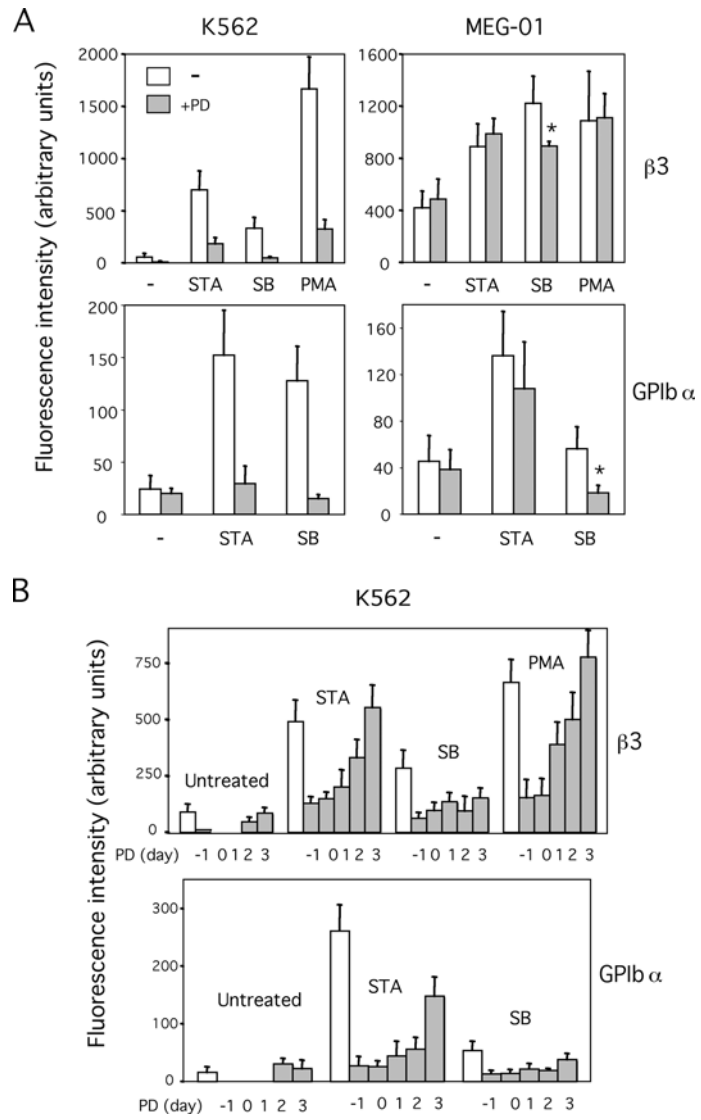 A
K562
MEG-01
Fluorescence intensity (arbitrary units)
2000
1500
1000
500
0
-
+PD
- STA SB PMA
1600
1200
800
400
0
*
- STA SB PMA
β3
200
150
100
50
0
- STA SB
160
120
80
40
0
*
- STA SB
GPIb α
B
K562
Fluorescence intensity (arbitrary units)
750
500
250
0
Untreated
STA
SB
PMA
β3
PD (day) -1 0 1 2 3 -1 0 1 2 3 -1 0 1 2 3 -1 0 1 2 3
300
200
100
0
Untreated
STA
SB
GPIb α
PD (day) -1 0 1 2 3 -1 0 1 2 3 -1 0 1 2 3